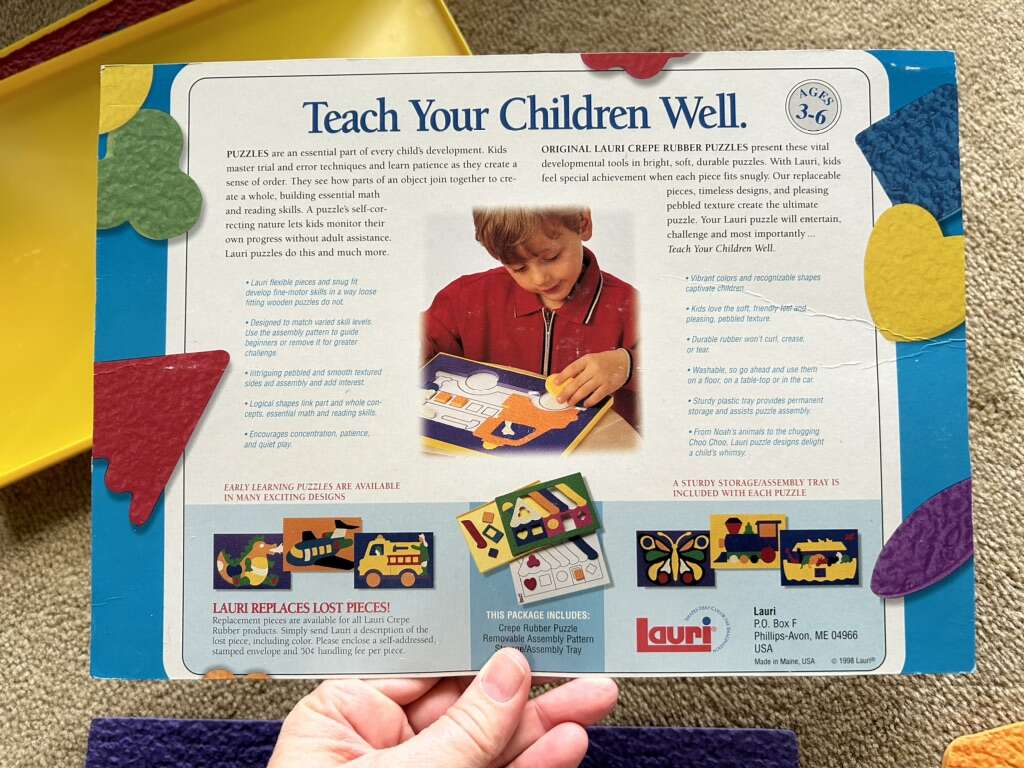 Teach Your Children Well.
AGES
3-6
PUZZLES are an essential part of every child's development. Kids
master trial and error techniques and learn patience as they create a
sense of order. They see how parts of an object join together to cre-
ate a whole, building essential math
and reading skills. A puzzle's self-cor-
recting nature lets kids monitor their
own progress without adult assistance.
Lauri puzzles do this and much more.
ORIGINAL LAURI CREPE RUBBER PUZZLES present these vital
developmental tools in bright, soft, durable puzzles. With Lauri, kids
feel special achievement when each piece fits snugly. Our replaceable
pieces, timeless designs, and pleasing
pebbled texture create the ultimate
puzzle. Your Lauri puzzle will entertain,
challenge and most importantly ...
Teach Your Children Well.
• Lauri flexible pieces and snug fit
develop fine-motor skills in a way loose
fitting wooden puzzles do not.
• Designed to match varied skill levels.
Use the assembly pattern to guide
beginners or remove it for greater
challenge.
• Intriguing pebbled and smooth textured
sides aid assembly and add interest.
• Logical shapes link part and whole con-
cepts, essential math and reading skills.
• Encourages concentration, patience,
and quiet play.
• Vibrant colors and recognizable shapes
captivate children.
• Kids love the soft, friendly feel and
pleasing, pebbled texture.
• Durable rubber won't curl, crease,
or tear.
• Washable, so go ahead and use them
on a floor, on a table-top or in the car.
• Sturdy plastic tray provides permanent
storage and assists puzzle assembly.
• From Noah's animals to the chugging
Choo Choo, Lauri puzzle designs delight
a child's whimsy.
EARLY LEARNING PUZZLES ARE AVAILABLE
IN MANY EXCITING DESIGNS
A STURDY STORAGE/ASSEMBLY TRAY IS
INCLUDED WITH EACH PUZZLE
LAURI REPLACES LOST PIECES!
Replacement pieces are available for all Lauri Crepe
Rubber products. Simply send Lauri a description of the
lost piece, including color. Please enclose a self-addressed,
stamped envelope and 50¢ handling fee per piece.
THIS PACKAGE INCLUDES:
Crepe Rubber Puzzle
Removable Assembly Pattern
Storage/Assembly Tray
Lauri®
Lauri
P.O. Box F
Phillips-Avon, ME 04966
USA
Made in Maine, USA © 1998 Lauri®